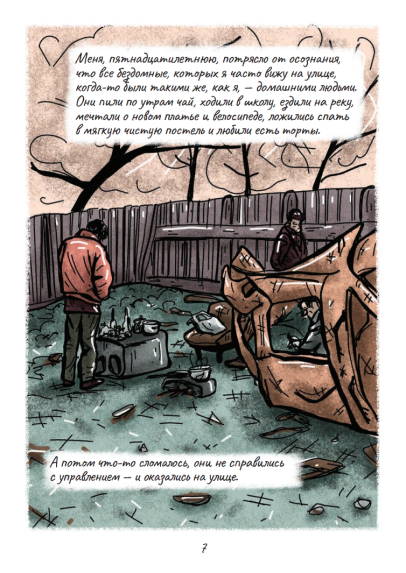 Меня, пятнадцатилетнюю, потрясло от осознания,
что все бездомные, которых я часто вижу на улице,
когда-то были такими же, как я, — домашними людьми.
Они пили по утрам чай, ходили в школу, ездили на реку,
мечтали о новом платье и велосипеде, ложились спать
в мягкую чистую постель и любили есть торты.
А потом что-то сломалось, они не справились
с управлением — и оказались на улице.
7